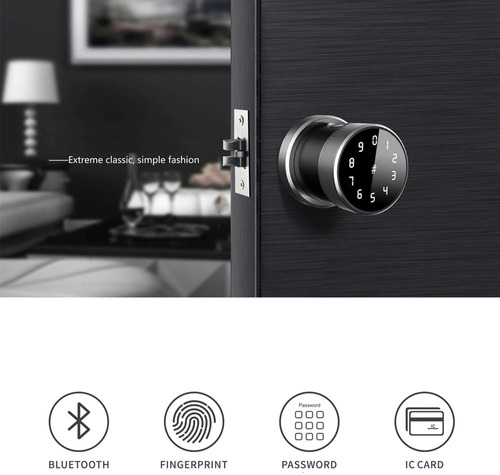 ——Extreme classic, simple fashion
0
1
2
3
4
5
7
8
9
#
Password
IC
BLUETOOTH
FINGERPRINT
PASSWORD
IC CARD